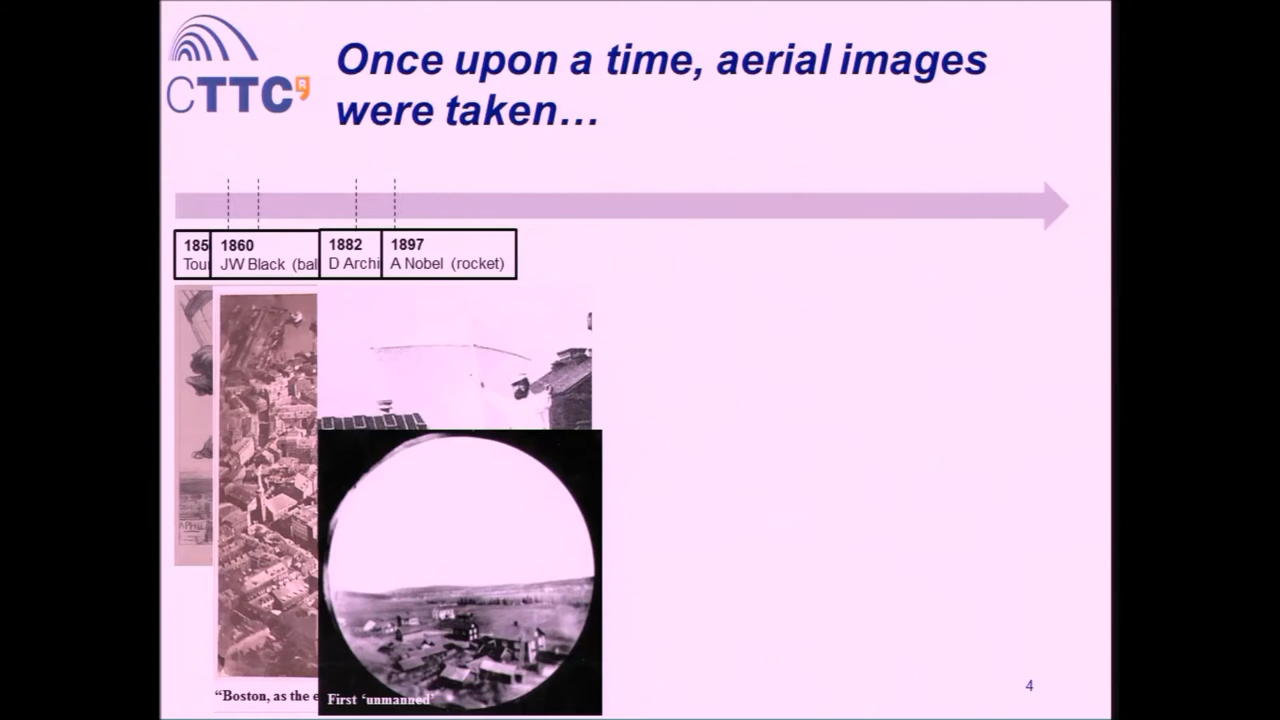 CTTC
R
Once upon a time, aerial images
were taken…
185
1860
1882
1897
Tou
JW Black (bal
D Archi
A Nobel (rocket)
“Boston, as the e
First ‘unmanned’
4